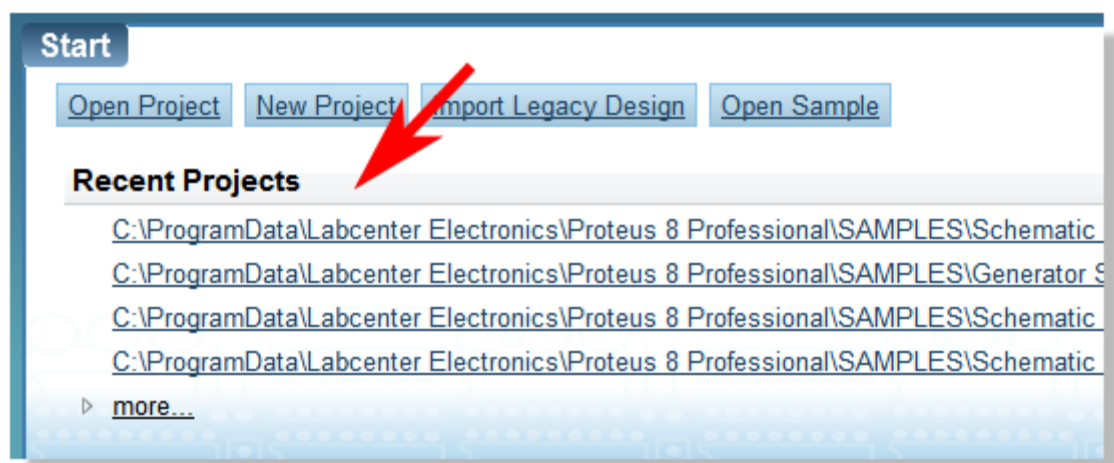 Start
Open Project New Project Import Legacy Design Open Sample
Recent Projects
C:\ProgramData\Labcenter Electronics\Proteus 8 Professional\SAMPLES\Schematic
C:\ProgramData\Labcenter Electronics\Proteus 8 Professional\SAMPLES\Generator S
C:\ProgramData\Labcenter Electronics\Proteus 8 Professional\SAMPLES\Schematic
C:\ProgramData\Labcenter Electronics\Proteus 8 Professional\SAMPLES\Schematic
more...